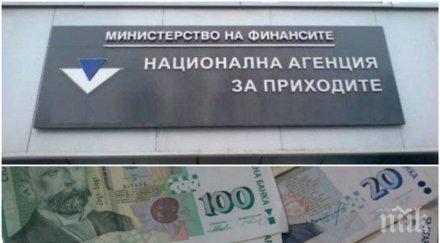 МИНИСТЕРСТВО НА ФИНАНСИТЕ
НАЦИОНАЛНА АГЕНЦИЯ
ЗА ПРИХОДИТЕ
100
20